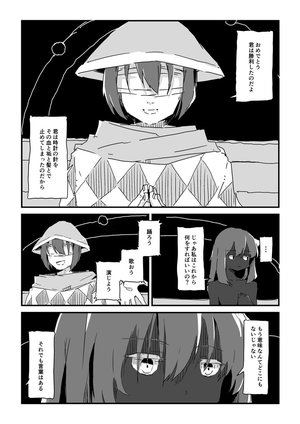 おめでとう
君は勝利したのだよ
君は時計の針を
その血と吸と髪とで
止めてしまったのだから
…
じゃあ私はこれから
何をすればいいの？
踊ろう
歌おう
演じよう
もう意味なんてどこにも
ないじゃない
それでも言葉はある